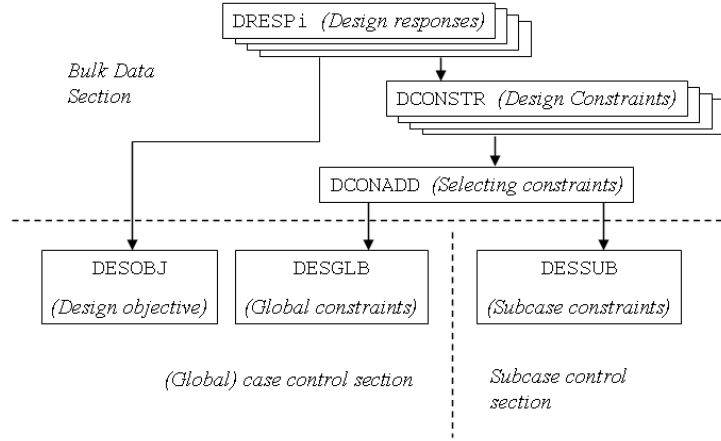 DRESPi (Design responses)
Bulk Data
Section
DCONSTR (Design Constraints)
DCONADD (Selecting constraints)
DESOBJ
(Design objective)
DESGLB
(Global constraints)
DESSUB
(Subcase constraints)
(Global) case control section
Subcase control
section